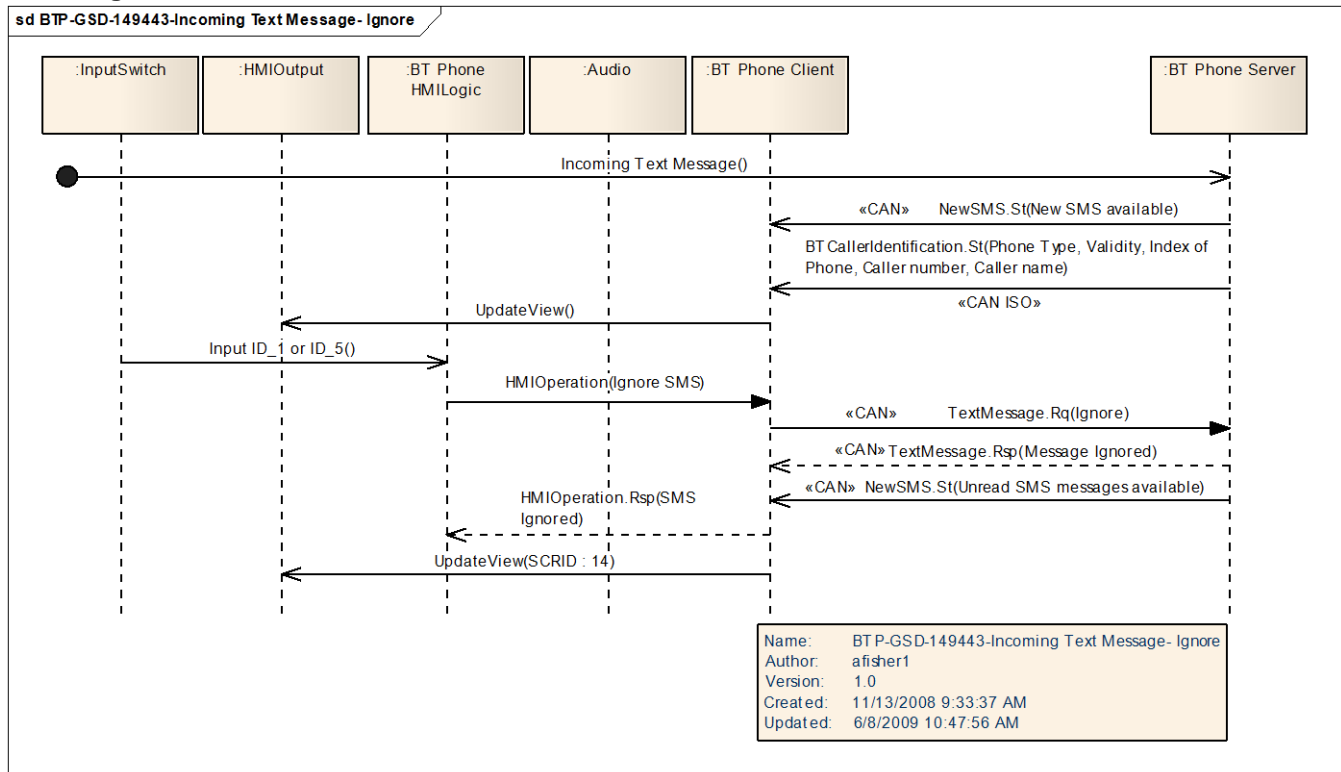 sd BTP-GSD-149443-Incoming Text Message- Ignore
:InputSwitch
:HMIOutput
:BT Phone
HMILogic
:Audio
:BT Phone Client
:BT Phone Server
Incoming Text Message()
«CAN» NewSMS.St(New SMS available)
BTCallerIdentification.St(Phone Type, Validity, Index of
Phone, Caller number, Caller name)
«CAN ISO»
UpdateView()
Input ID_1 or ID_5()
HMIOperation(Ignore SMS)
«CAN» TextMessage.Rq(Ignore)
«CAN» TextMessage.Rsp(Message Ignored)
«CAN» NewSMS.St(Unread SMS messages available)
HMIOperation.Rsp(SMS
Ignored)
UpdateView(SCRID : 14)
Name: BTP-GSD-149443-Incoming Text Message- Ignore
Author: afisher1
Version: 1.0
Created: 11/13/2008 9:33:37 AM
Updated: 6/8/2009 10:47:56 AM